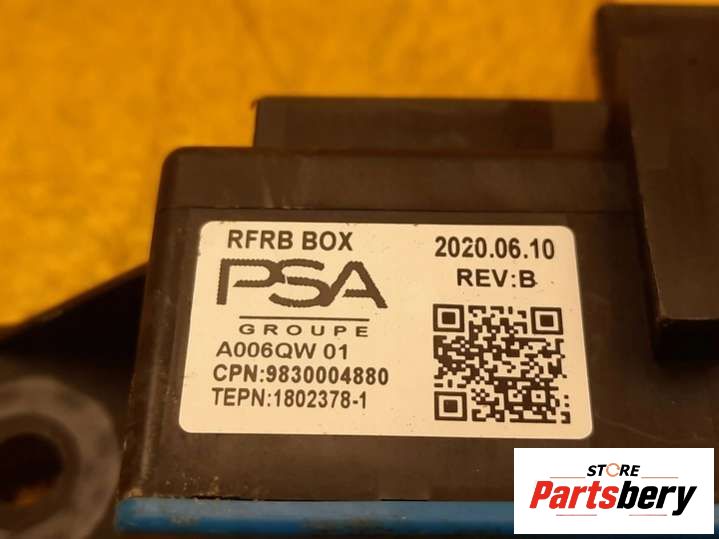 RFRB BOX
2020.06.10
REV:B
PSA
GROUPE
A006QW 01
CPN:9830004880
TEPN:1802378-1
STORE
Partsbery